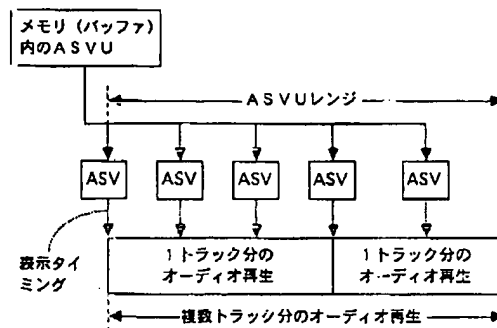 メモリ（バッファ）
内のＡＳＶＵ
ＡＳＶＵレンジ
ASV
ASV
ASV
ASV
ASV
表示タイ
ミング
１トラック分の
オーディオ再生
１トラック分の
オーディオ再生
複数トラック分のオーディオ再生